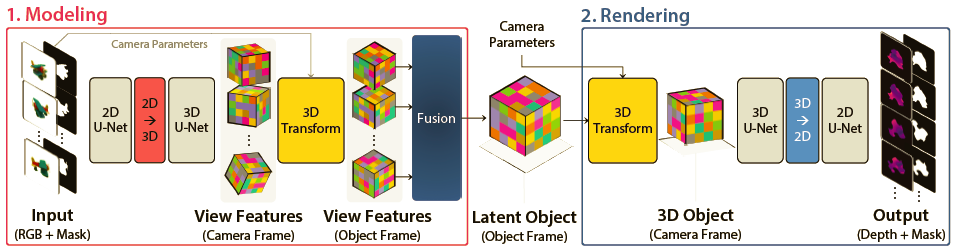 1. Modeling
Camera Parameters
2D
U-Net
2D
→
3D
3D
U-Net
3D
Transform
Fusion
Input
(RGB + Mask)
View Features
(Camera Frame)
View Features
(Object Frame)
Camera
Parameters
Latent Object
(Object Frame)
2. Rendering
3D
Transform
3D
U-Net
3D
→
2D
2D
U-Net
3D Object
(Camera Frame)
Output
(Depth + Mask)